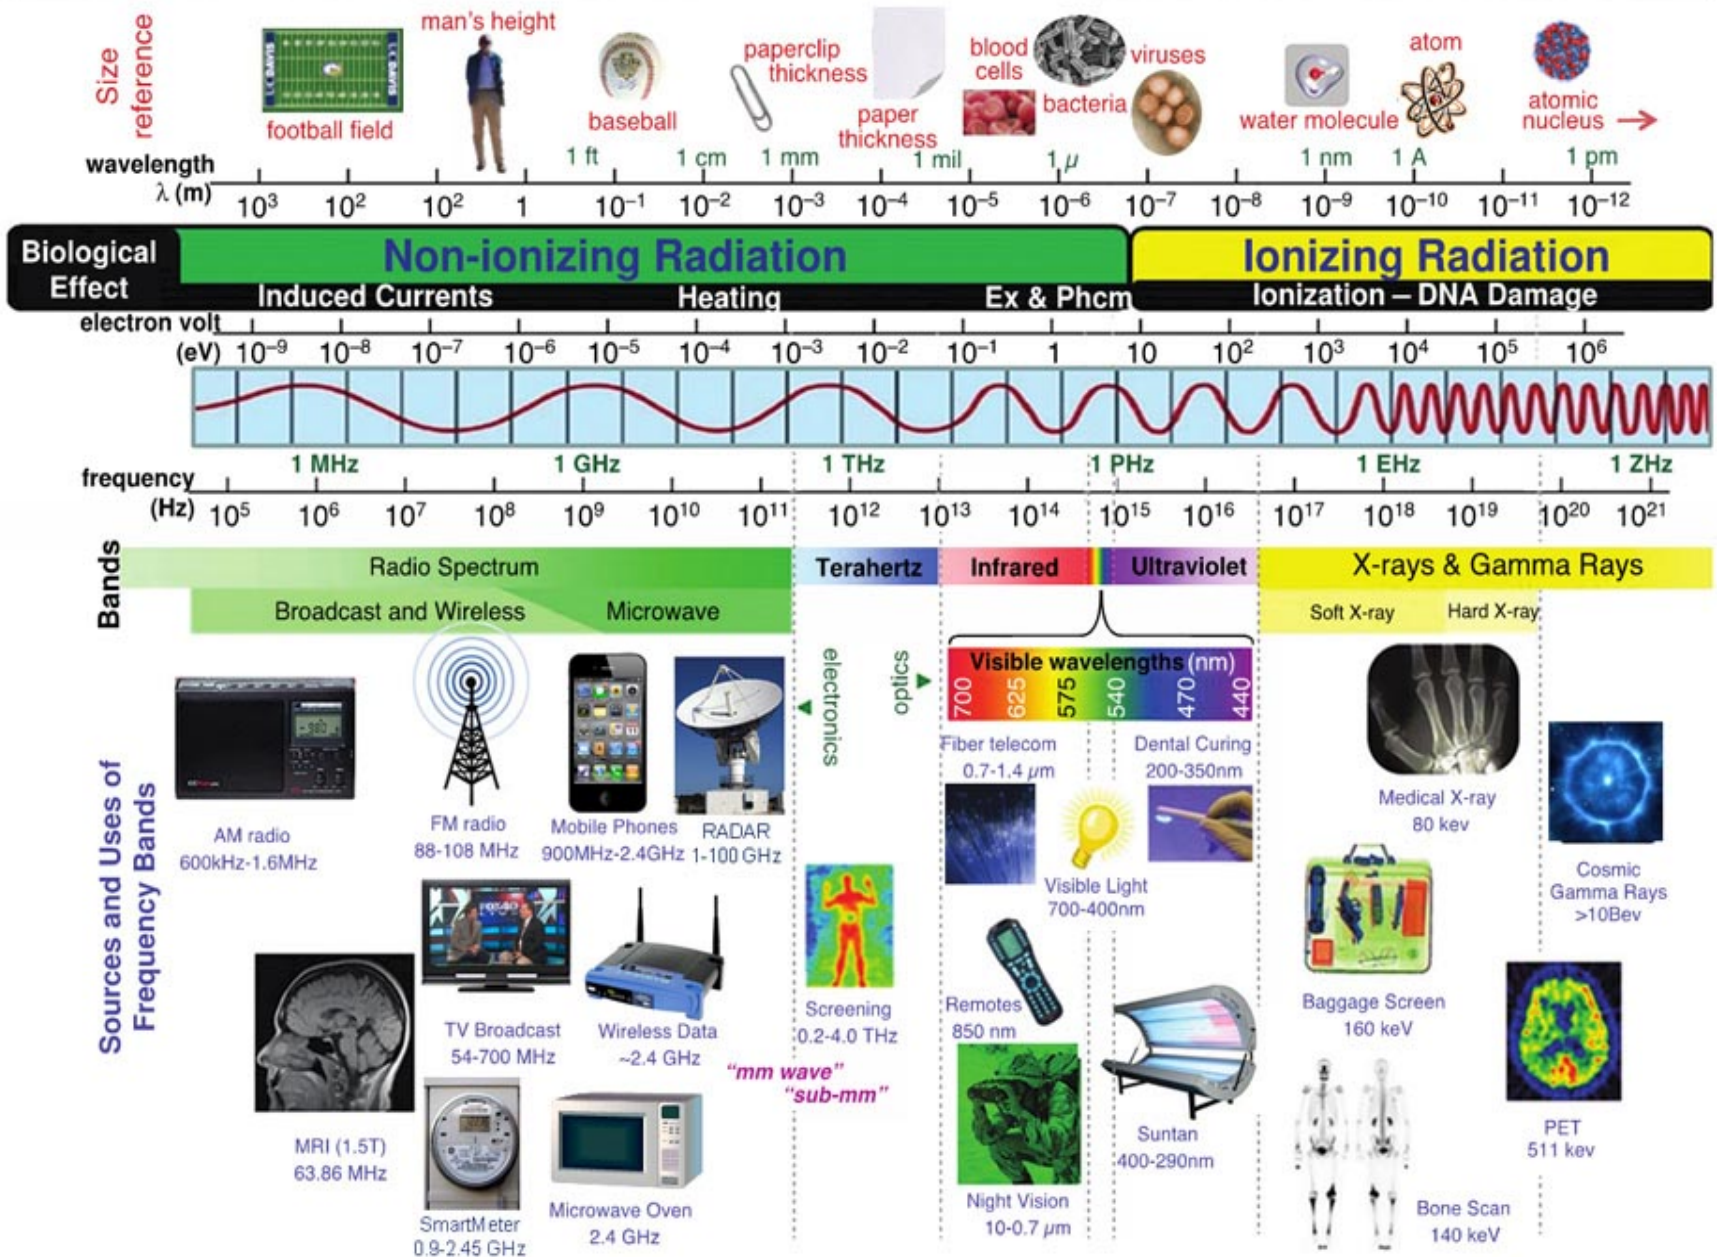 Size
reference
football field
man's height
baseball
paperclip
thickness
paper
thickness
blood
cells
bacteria
viruses
water molecule
atom
atomic
nucleus
wavelength
λ (m)
1 ft 1 cm 1 mm 1 mil 1 µ 1 nm 1 A 1 pm
10³ 10² 10² 1 10⁻¹ 10⁻² 10⁻³ 10⁻⁴ 10⁻⁵ 10⁻⁶ 10⁻⁷ 10⁻⁸ 10⁻⁹ 10⁻¹⁰ 10⁻¹¹ 10⁻¹²
Biological
Effect
Non-ionizing Radiation
Ionizing Radiation
Induced Currents Heating Ex & Phcm
Ionization – DNA Damage
electron volt
(eV) 10⁻⁹ 10⁻⁸ 10⁻⁷ 10⁻⁶ 10⁻⁵ 10⁻⁴ 10⁻³ 10⁻² 10⁻¹ 1 10 10² 10³ 10⁴ 10⁵ 10⁶
1 MHz 1 GHz 1 THz 1 PHz 1 EHz 1 ZHz
frequency
(Hz) 10⁵ 10⁶ 10⁷ 10⁸ 10⁹ 10¹⁰ 10¹¹ 10¹² 10¹³ 10¹⁴ 10¹⁵ 10¹⁶ 10¹⁷ 10¹⁸ 10¹⁹ 10²⁰ 10²¹
Bands
Radio Spectrum Terahertz Infrared Ultraviolet X-rays & Gamma Rays
Broadcast and Wireless Microwave Soft X-ray Hard X-ray
electronics
optics
Visible wavelengths (nm)
700 625 575 540 470 440
Sources and Uses of
Frequency Bands
AM radio
600kHz-1.6MHz
FM radio
88-108 MHz
Mobile Phones
900MHz-2.4GHz
RADAR
1-100 GHz
Fiber telecom
0.7-1.4 µm
Dental Curing
200-350nm
Visible Light
700-400nm
Medical X-ray
80 kev
Cosmic
Gamma Rays
>10Bev
MRI (1.5T)
63.86 MHz
TV Broadcast
54-700 MHz
Wireless Data
~2.4 GHz
Screening
0.2-4.0 THz
"mm wave"
"sub-mm"
Remotes
850 nm
Baggage Screen
160 keV
SmartMeter
0.9-2.45 GHz
Microwave Oven
2.4 GHz
Night Vision
10-0.7 µm
Suntan
400-290nm
Bone Scan
140 keV
PET
511 kev